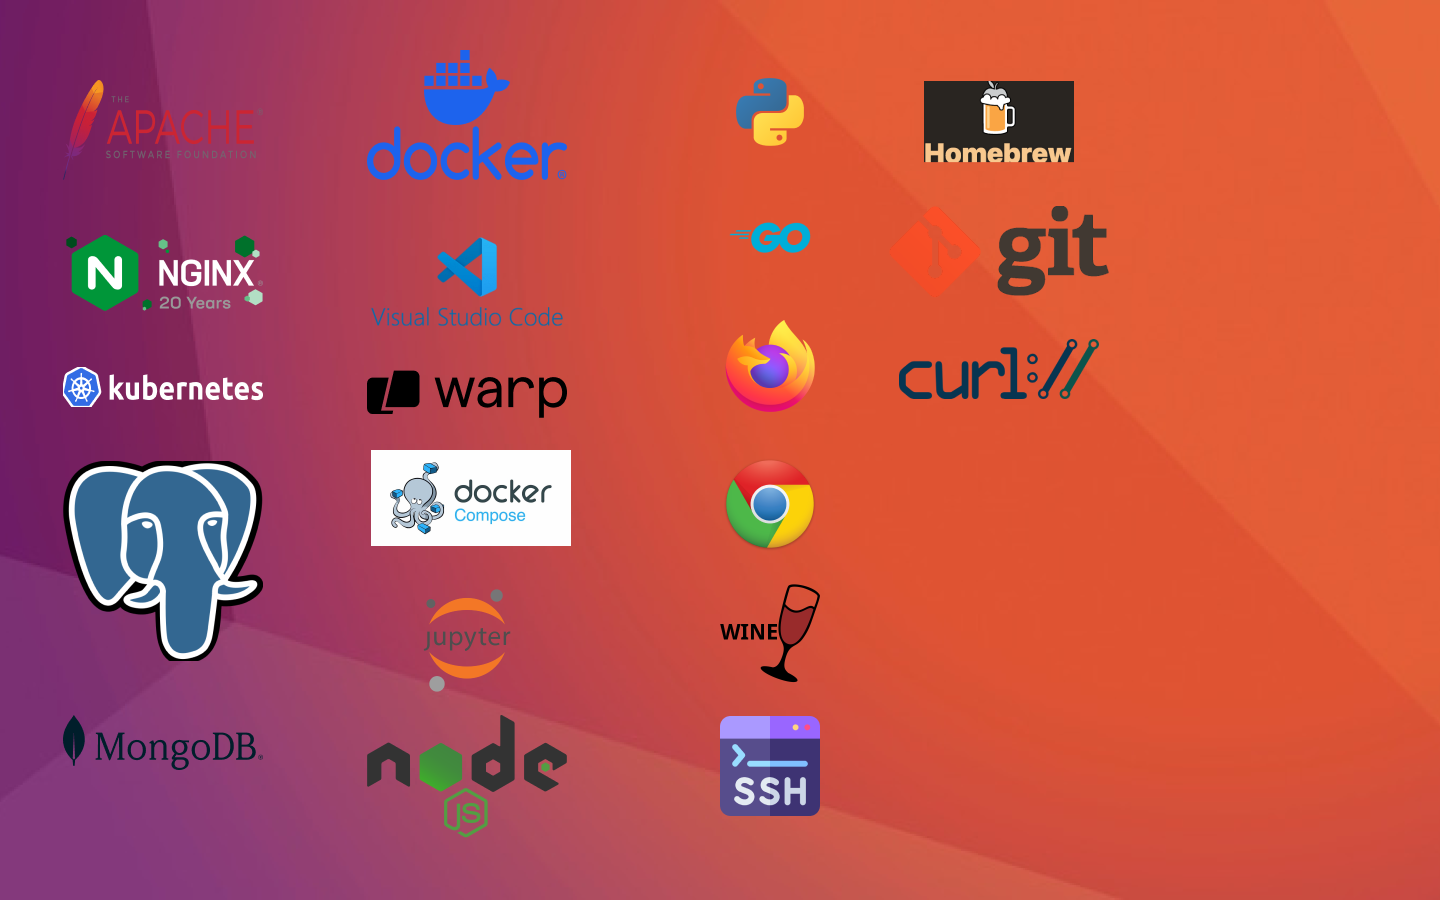 THE
APACHE®
SOFTWARE FOUNDATION
N NGINX®
20 Years
kubernetes
MongoDB®
docker®
Visual Studio Code
warp
docker
Compose
jupyter
node
JS
GO
WINE
SSH
Homebrew
git
curl://